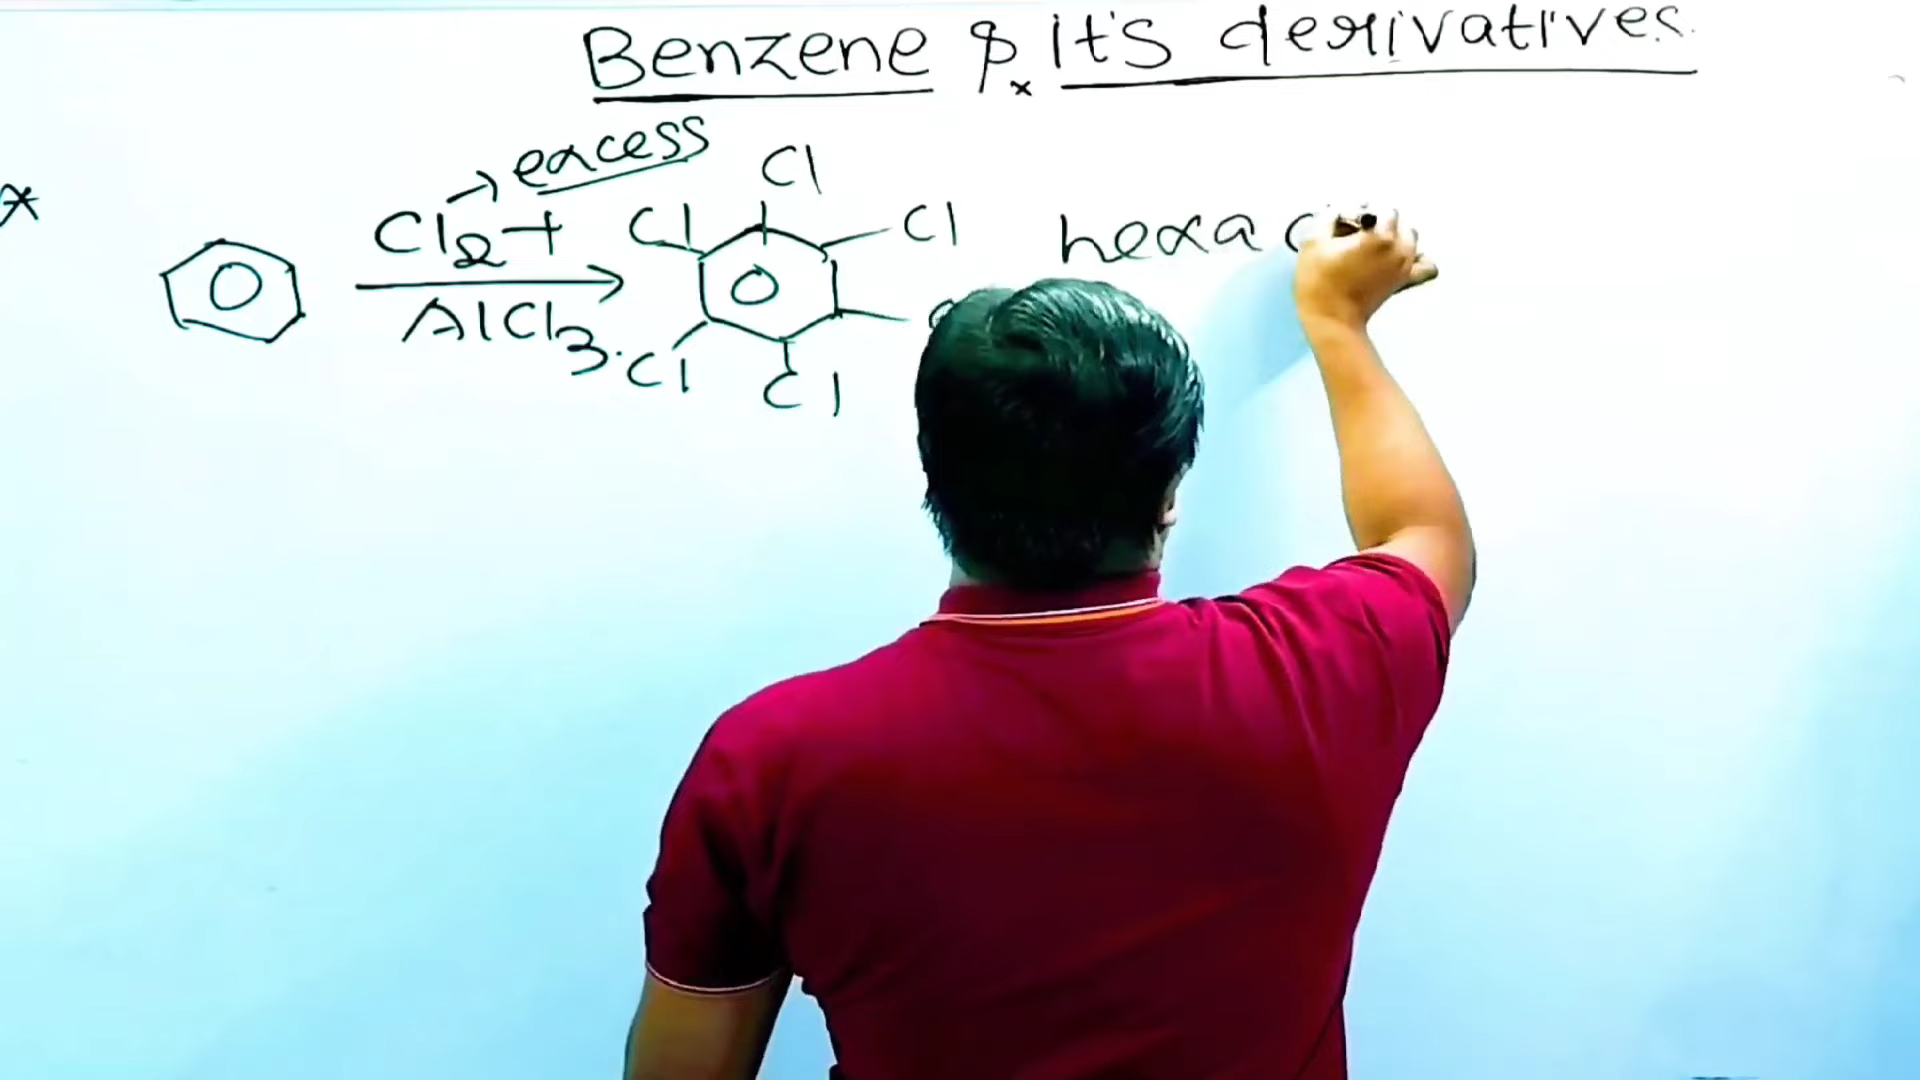 Benzene & it's derivatives.
→ excess
Cl
Cl₂ + Cl Cl hexa
AlCl₃. Cl
Cl